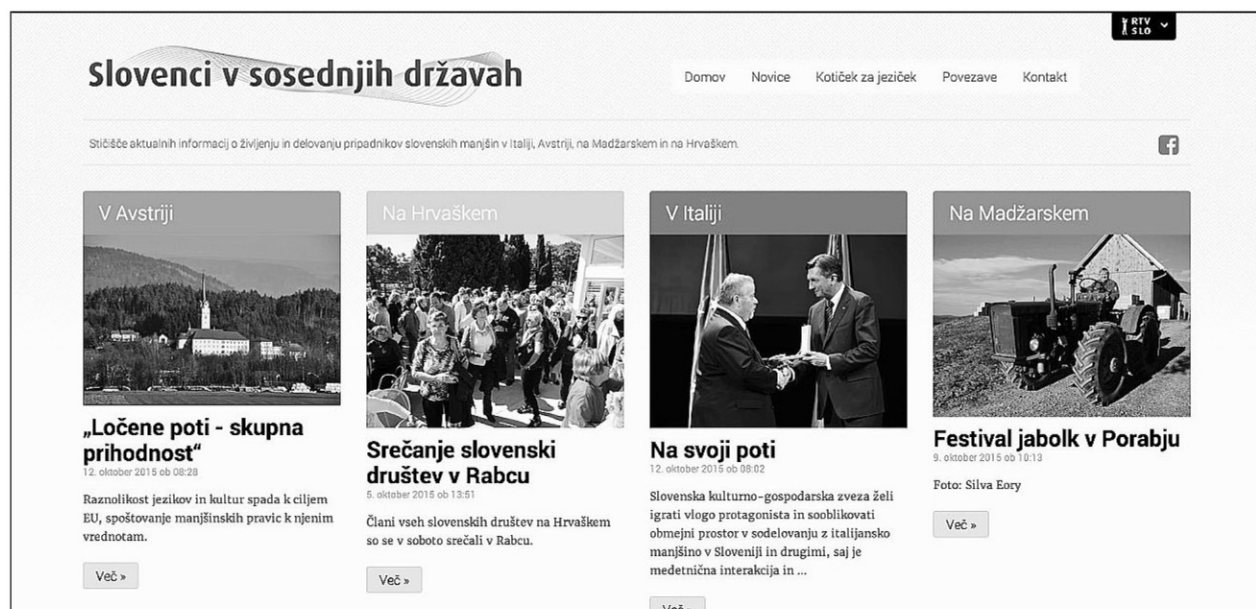 RTV
SLO
Slovenci v sosednjih državah
Domov Novice Kotiček za jeziček Povezave Kontakt
Stičišče aktualnih informacij o življenju in delovanju pripadnikov slovenskih manjšin v Italiji, Avstriji, na Madžarskem in na Hrvaškem.
V Avstriji
„Ločene poti - skupna
prihodnost“
12. oktober 2015 ob 08:28
Raznolikost jezikov in kultur spada k ciljem
EU, spoštovanje manjšinskih pravic k njenim
vrednotam.
Več »
Na Hrvaškem
Srečanje slovenski
društev v Rabcu
5. oktober 2015 ob 13:51
Člani vseh slovenskih društev na Hrvaškem
so se v soboto srečali v Rabcu.
Več »
V Italiji
Na svoji poti
12. oktober 2015 ob 08:02
Slovenska kulturno-gospodarska zveza želi
igrati vlogo protagonista in sooblikovati
obmejni prostor v sodelovanju z italijansko
manjšino v Sloveniji in drugimi, saj je
medetnična interakcija in ...
Več »
Na Madžarskem
Festival jabolk v Porabju
9. oktober 2015 ob 10:13
Foto: Silva Eory
Več »